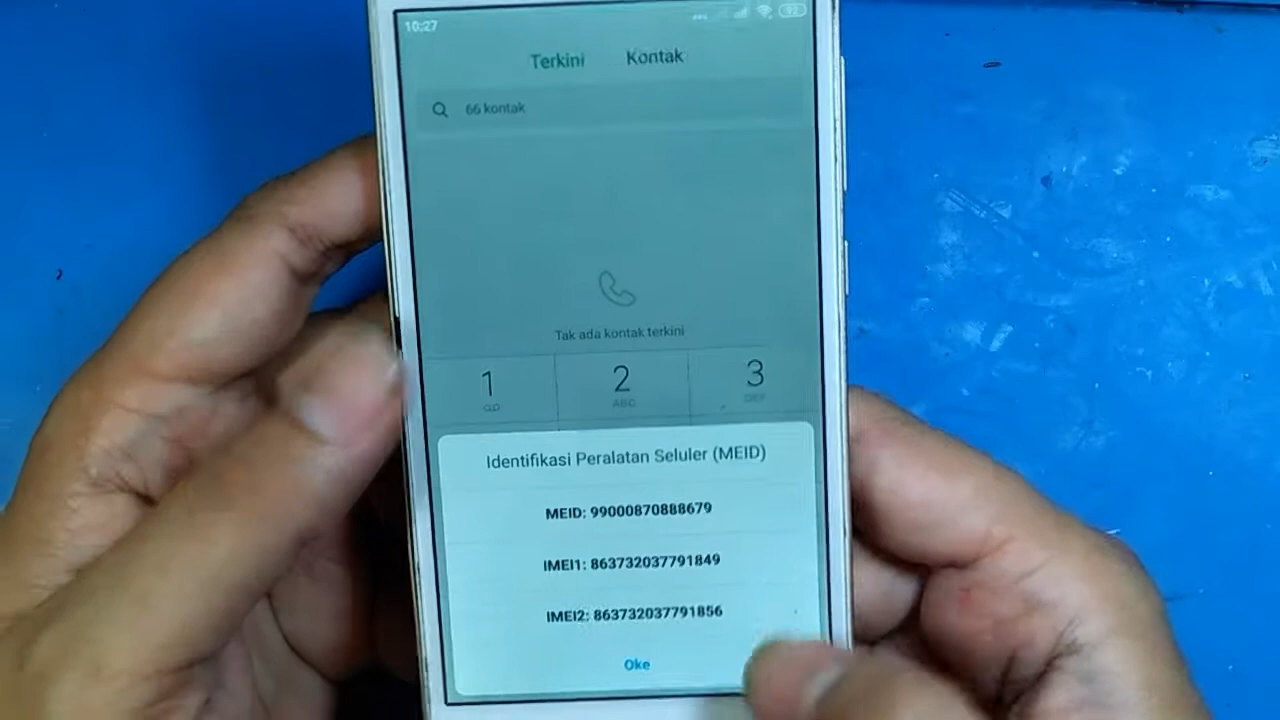 10:27
92
Terkini Kontak
66 kontak
Tak ada kontak terkini
1 2 3
ABC DEF
Identifikasi Peralatan Seluler (MEID)
MEID: 99000870888679
IMEI1: 863732037791849
IMEI2: 863732037791856
Oke